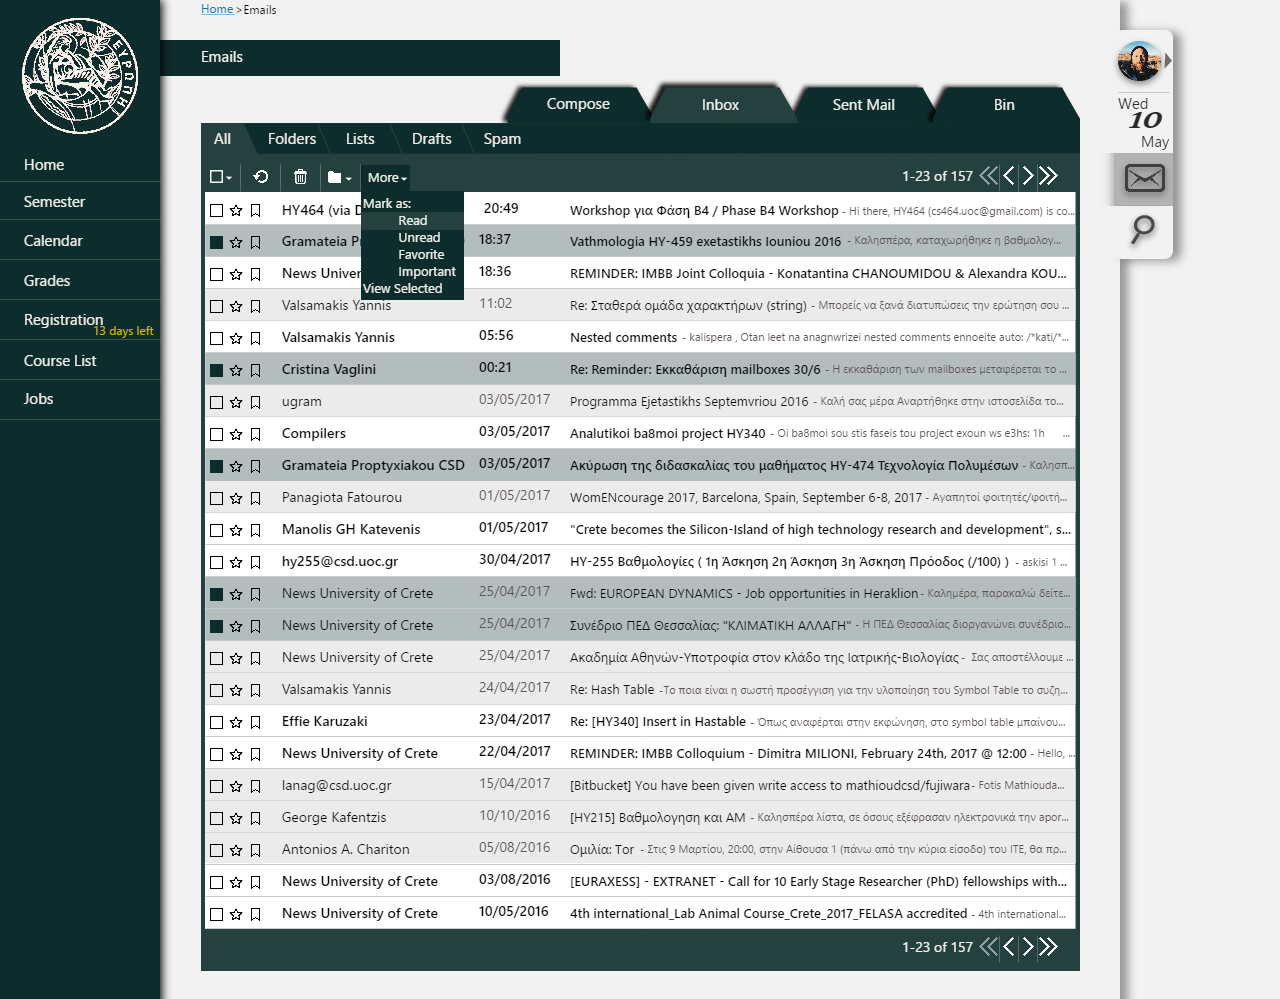 Home >Emails
ΕΥΡΩΠΗ
Emails
Compose
Inbox
Sent Mail
Bin
All
Folders
Lists
Drafts
Spam
More
1-23 of 157
Mark as:
Read
Unread
Favorite
Important
View Selected
Home
Semester
Calendar
Grades
Registration
13 days left
Course List
Jobs
HY464 (via D 20:49 Workshop για Φάση B4 / Phase B4 Workshop - Hi there, HY464 (cs464.uoc@gmail.com) is co...
Gramateia P 18:37 Vathmologia HY-459 exetastikhs Iouniou 2016 - Καλησπέρα, καταχωρήθηκε η βαθμολογ...
News Univer 18:36 REMINDER: IMBB Joint Colloquia - Konatantina CHANOUMIDOU & Alexandra KOU...
Valsamakis Yannis 11:02 Re: Σταθερά ομάδα χαρακτήρων (string) - Μπορείς να ξανά διατυπώσεις την ερώτηση σου ...
Valsamakis Yannis 05:56 Nested comments - kalispera , Otan leet na anagnwrizei nested comments ennoeite auto: /*kati/*...
Cristina Vaglini 00:21 Re: Reminder: Εκκαθάριση mailboxes 30/6 - Η εκκαθάριση των mailboxes μεταφέρεται το ...
ugram 03/05/2017 Programma Ejetastikhs Septemvriou 2016 - Καλή σας μέρα Αναρτήθηκε στην ιστοσελίδα το...
Compilers 03/05/2017 Analutikoi ba8moi project HY340 - Oi ba8moi sou stis faseis tou project exoun ws e3hs: 1h ...
Gramateia Proptyxiakou CSD 03/05/2017 Ακύρωση της διδασκαλίας του μαθήματος ΗΥ-474 Τεχνολογία Πολυμέσων - Καλησπ...
Panagiota Fatourou 01/05/2017 WomENcourage 2017, Barcelona, Spain, September 6-8, 2017 - Αγαπητοί φοιτητές/φοιτή...
Manolis GH Katevenis 01/05/2017 "Crete becomes the Silicon-Island of high technology research and development", s...
hy255@csd.uoc.gr 30/04/2017 HY-255 Βαθμολογίες ( 1η Άσκηση 2η Άσκηση 3η Άσκηση Πρόοδος (/100) ) - askisi 1 ...
News University of Crete 25/04/2017 Fwd: EUROPEAN DYNAMICS - Job opportunities in Heraklion - Καλημέρα, παρακαλώ δείτε...
News University of Crete 25/04/2017 Συνέδριο ΠΕΔ Θεσσαλίας: "ΚΛΙΜΑΤΙΚΗ ΑΛΛΑΓΗ" - Η ΠΕΔ Θεσσαλίας διοργανώνει συνέδριο...
News University of Crete 25/04/2017 Ακαδημία Αθηνών-Υποτροφία στον κλάδο της Ιατρικής-Βιολογίας - Σας αποστέλλουμε ...
Valsamakis Yannis 24/04/2017 Re: Hash Table -Το ποια είναι η σωστή προσέγγιση για την υλοποίηση του Symbol Table το συζη...
Effie Karuzaki 23/04/2017 Re: [HY340] Insert in Hastable - Όπως αναφέρται στην εκφώνηση, στο symbol table μπαίνου...
News University of Crete 22/04/2017 REMINDER: IMBB Colloquium - Dimitra MILIONI, February 24th, 2017 @ 12:00 - Hello, ...
lanag@csd.uoc.gr 15/04/2017 [Bitbucket] You have been given write access to mathioudcsd/fujiwara- Fotis Mathiouda...
George Kafentzis 10/10/2016 [HY215] Βαθμολογηση και ΑΜ - Καλησπέρα λίστα, σε όσους εξέφρασαν ηλεκτρονικά την apor...
Antonios A. Chariton 05/08/2016 Ομιλία: Tor - Στις 9 Μαρτίου, 20:00, στην Αίθουσα 1 (πάνω από την κύρια είσοδο) του ΙΤΕ, θα πρ...
News University of Crete 03/08/2016 [EURAXESS] - EXTRANET - Call for 10 Early Stage Researcher (PhD) fellowships with...
News University of Crete 10/05/2016 4th international_Lab Animal Course_Crete_2017_FELASA accredited - 4th international...
1-23 of 157
Wed
10
May